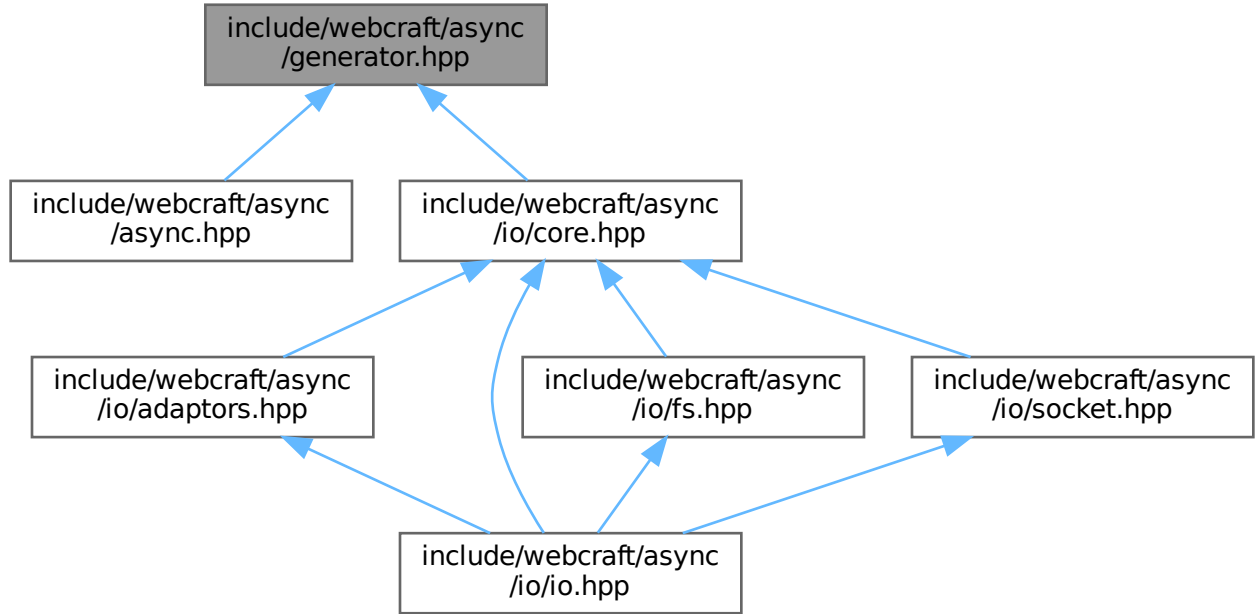 include/webcraft/async
/generator.hpp
include/webcraft/async
/async.hpp
include/webcraft/async
/io/core.hpp
include/webcraft/async
/io/adaptors.hpp
include/webcraft/async
/io/fs.hpp
include/webcraft/async
/io/socket.hpp
include/webcraft/async
/io/io.hpp